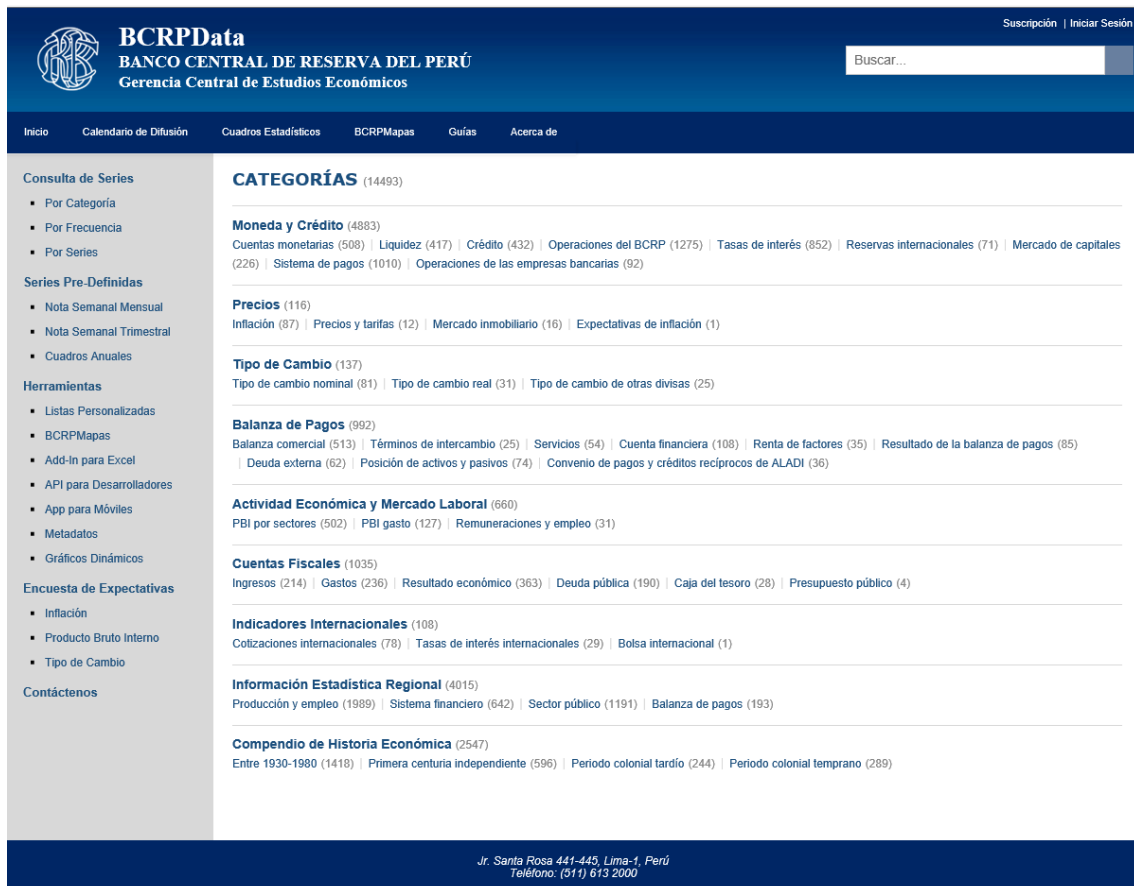 Suscripción | Iniciar Sesión
BCRPData
BANCO CENTRAL DE RESERVA DEL PERÚ
Gerencia Central de Estudios Económicos
Buscar...
Inicio Calendario de Difusión Cuadros Estadísticos BCRPMapas Guías Acerca de
Consulta de Series
Por Categoría
Por Frecuencia
Por Series
Series Pre-Definidas
Nota Semanal Mensual
Nota Semanal Trimestral
Cuadros Anuales
Herramientas
Listas Personalizadas
BCRPMapas
Add-In para Excel
API para Desarrolladores
App para Móviles
Metadatos
Gráficos Dinámicos
Encuesta de Expectativas
Inflación
Producto Bruto Interno
Tipo de Cambio
Contáctenos
CATEGORÍAS (14493)
Moneda y Crédito (4883)
Cuentas monetarias (508) | Liquidez (417) | Crédito (432) | Operaciones del BCRP (1275) | Tasas de interés (852) | Reservas internacionales (71) | Mercado de capitales
(226) | Sistema de pagos (1010) | Operaciones de las empresas bancarias (92)
Precios (116)
Inflación (87) | Precios y tarifas (12) | Mercado inmobiliario (16) | Expectativas de inflación (1)
Tipo de Cambio (137)
Tipo de cambio nominal (81) | Tipo de cambio real (31) | Tipo de cambio de otras divisas (25)
Balanza de Pagos (992)
Balanza comercial (513) | Términos de intercambio (25) | Servicios (54) | Cuenta financiera (108) | Renta de factores (35) | Resultado de la balanza de pagos (85)
| Deuda externa (62) | Posición de activos y pasivos (74) | Convenio de pagos y créditos recíprocos de ALADI (36)
Actividad Económica y Mercado Laboral (660)
PBI por sectores (502) | PBI gasto (127) | Remuneraciones y empleo (31)
Cuentas Fiscales (1035)
Ingresos (214) | Gastos (236) | Resultado económico (363) | Deuda pública (190) | Caja del tesoro (28) | Presupuesto público (4)
Indicadores Internacionales (108)
Cotizaciones internacionales (78) | Tasas de interés internacionales (29) | Bolsa internacional (1)
Información Estadística Regional (4015)
Producción y empleo (1989) | Sistema financiero (642) | Sector público (1191) | Balanza de pagos (193)
Compendio de Historia Económica (2547)
Entre 1930-1980 (1418) | Primera centuria independiente (596) | Periodo colonial tardío (244) | Periodo colonial temprano (289)
Jr. Santa Rosa 441-445, Lima-1, Perú
Teléfono: (511) 613 2000